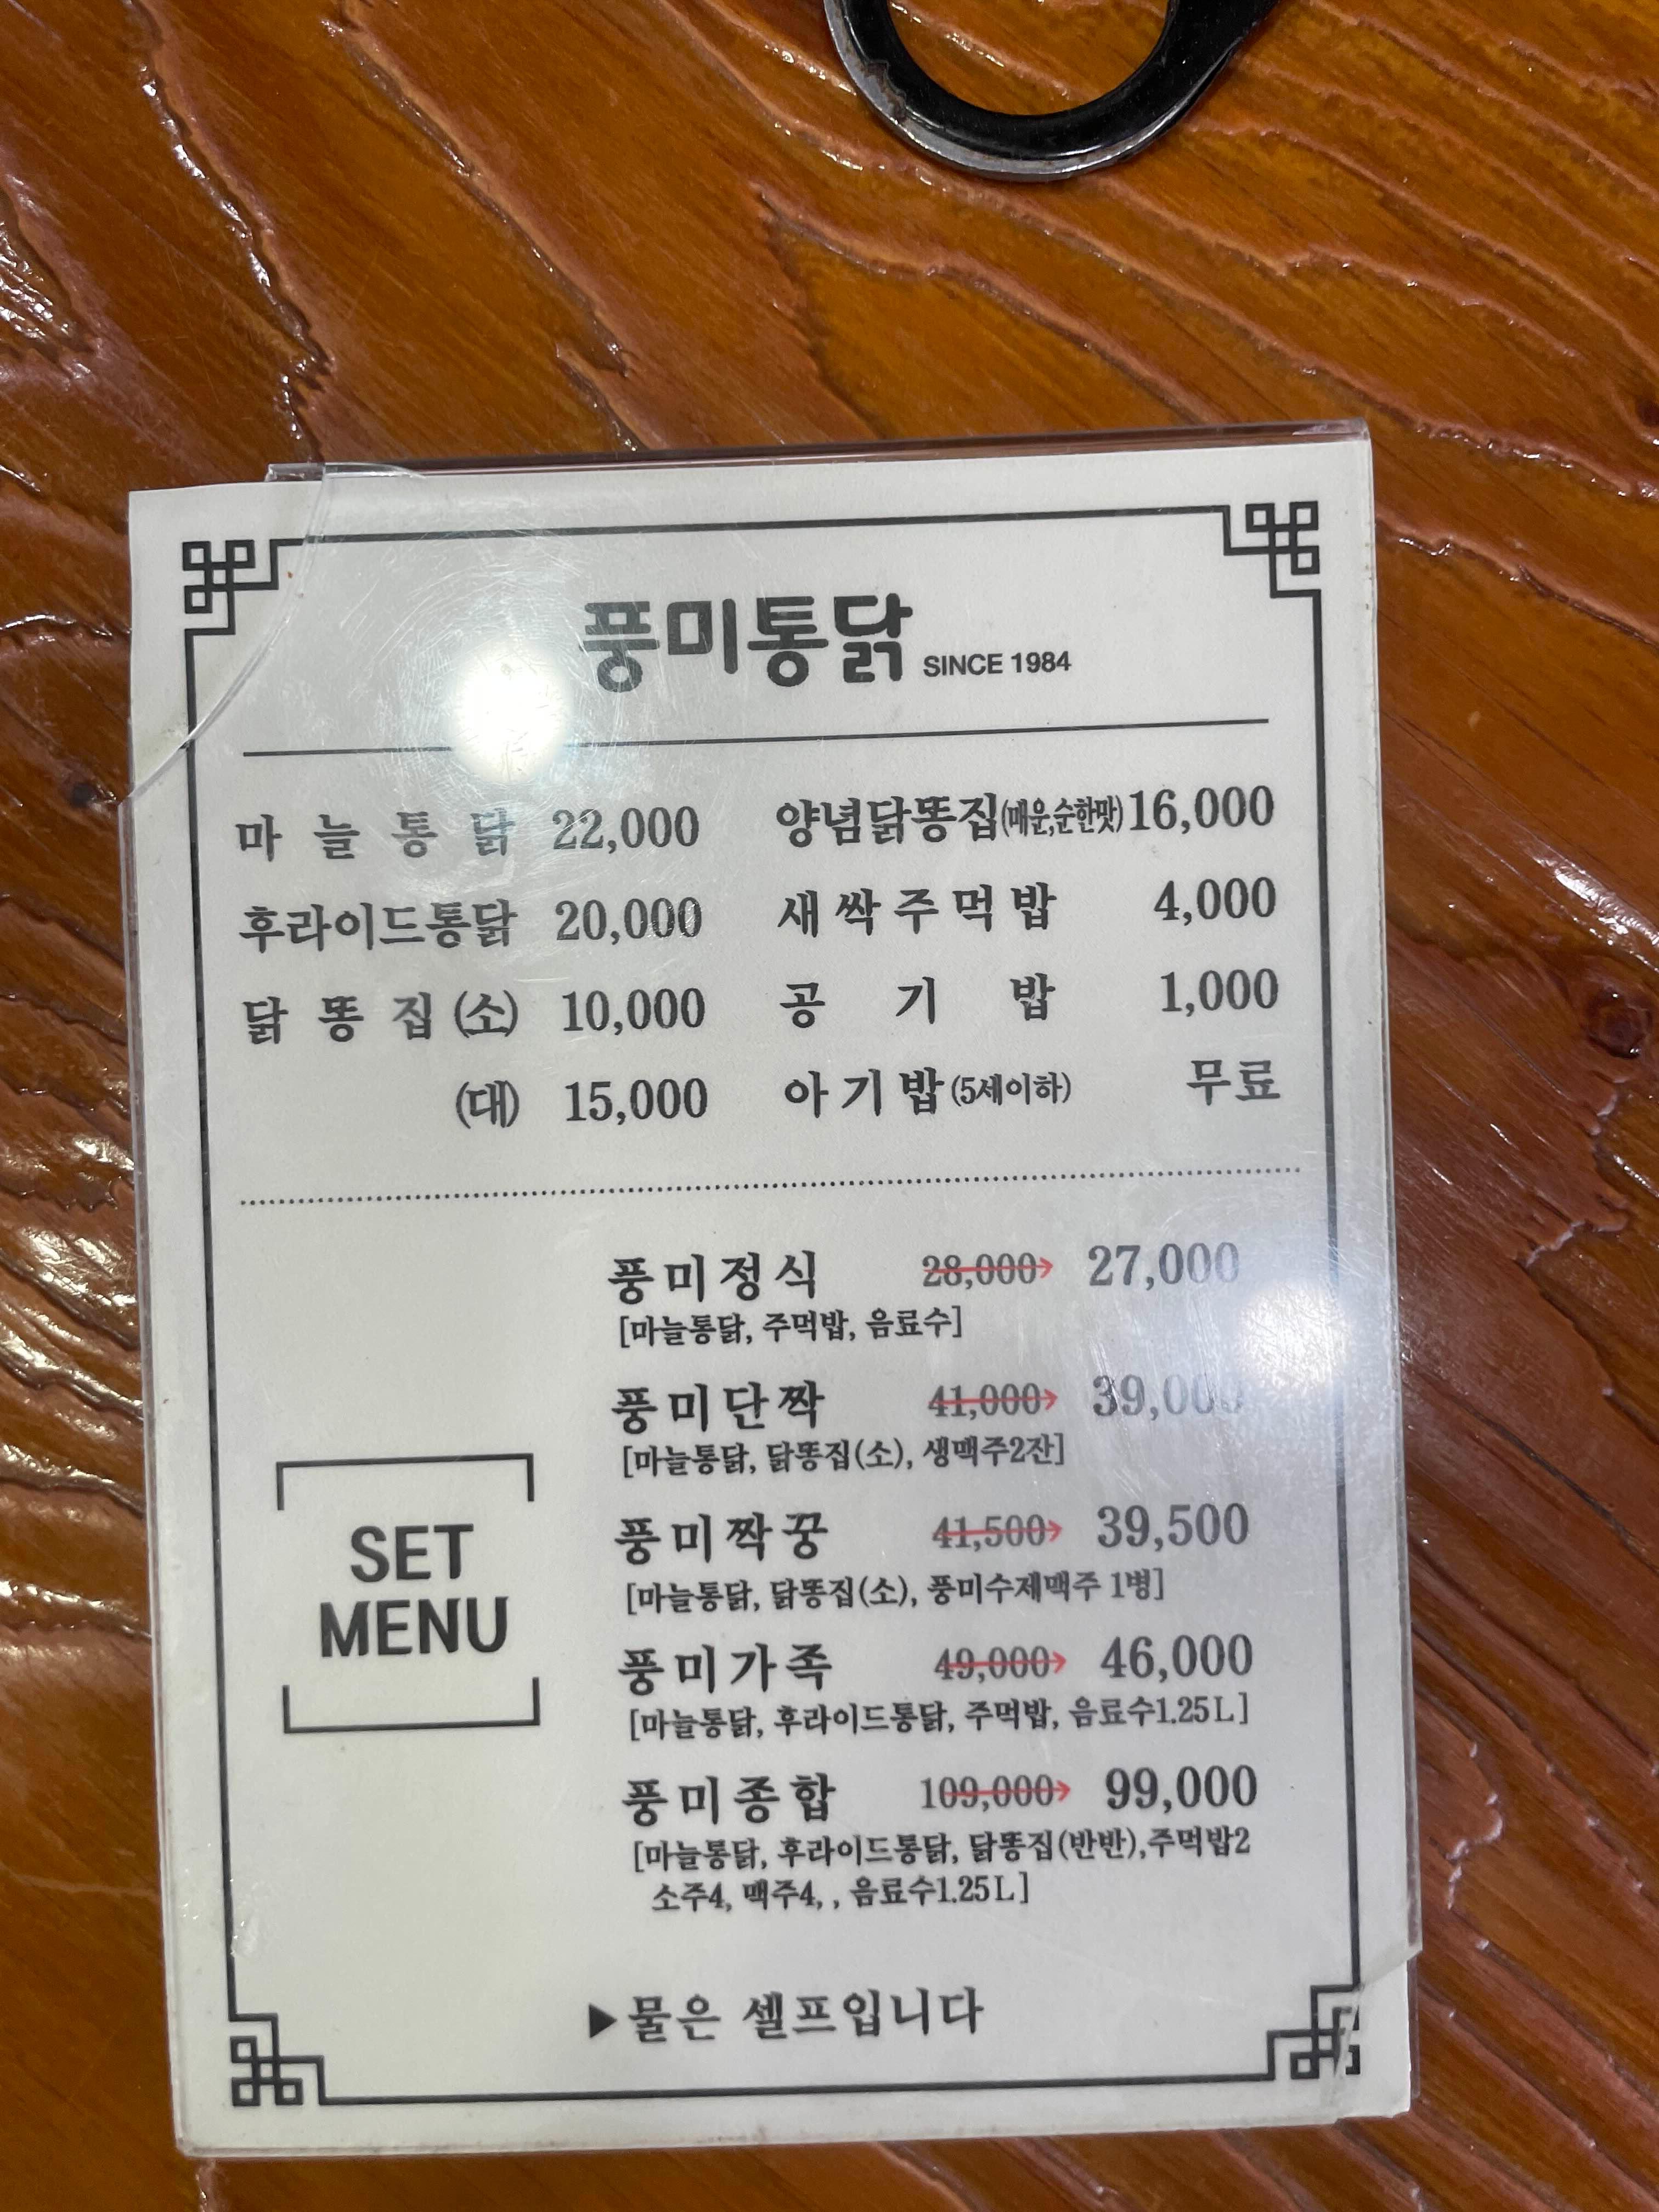 풍미통닭 SINCE 1984
마늘통닭 22,000
후라이드통닭 20,000
닭똥집(소) 10,000
(대) 15,000
양념닭똥집(매운,순한맛) 16,000
새싹주먹밥 4,000
공기밥 1,000
아기밥(5세이하) 무료
SET
MENU
풍미정식 28,000→ 27,000
[마늘통닭, 주먹밥, 음료수]
풍미단짝 41,000→ 39,000
[마늘통닭, 닭똥집(소), 생맥주2잔]
풍미짝꿍 41,500→ 39,500
[마늘통닭, 닭똥집(소), 풍미수제맥주 1병]
풍미가족 49,000→ 46,000
[마늘통닭, 후라이드통닭, 주먹밥, 음료수1.25L]
풍미종합 109,000→ 99,000
[마늘통닭, 후라이드통닭, 닭똥집(반반),주먹밥2
소주4, 맥주4, , 음료수1.25L]
▶물은 셀프입니다